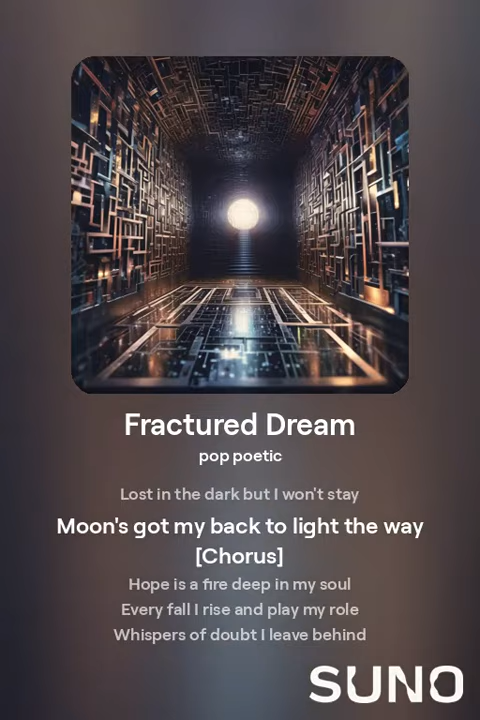 Fractured Dream
pop poetic
Lost in the dark but I won't stay
Moon's got my back to light the way
[Chorus]
Hope is a fire deep in my soul
Every fall I rise and play my role
Whispers of doubt I leave behind
SUNO